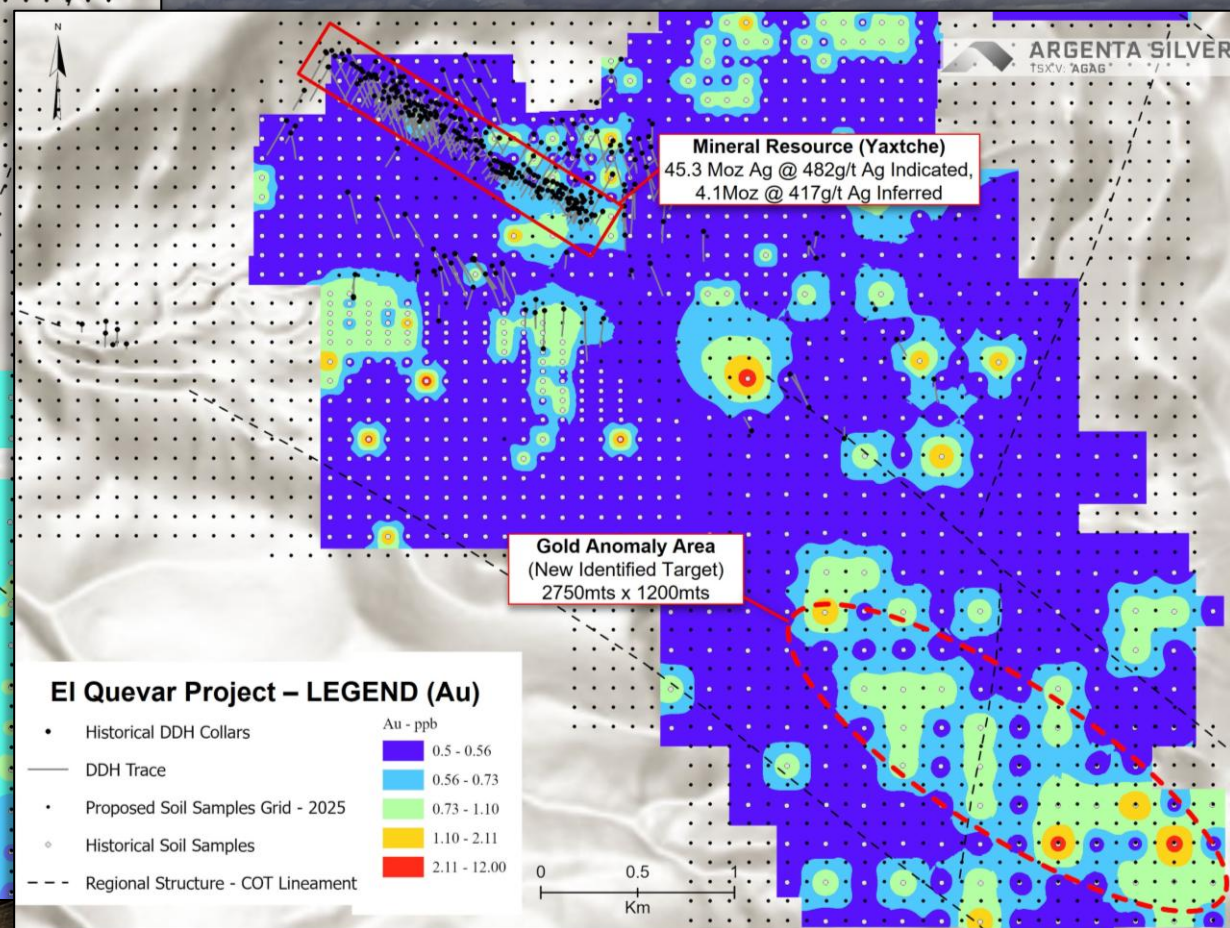 N
ARGENTA SILVER
TSX.V: AGAG
Mineral Resource (Yaxtche)
45.3 Moz Ag @ 482g/t Ag Indicated,
4.1Moz @ 417g/t Ag Inferred
Gold Anomaly Area
(New Identified Target)
2750mts x 1200mts
El Quevar Project – LEGEND (Au)
Historical DDH Collars
DDH Trace
Proposed Soil Samples Grid - 2025
Historical Soil Samples
Regional Structure - COT Lineament
Au - ppb
0.5 - 0.56
0.56 - 0.73
0.73 - 1.10
1.10 - 2.11
2.11 - 12.00
0 0.5 1
Km